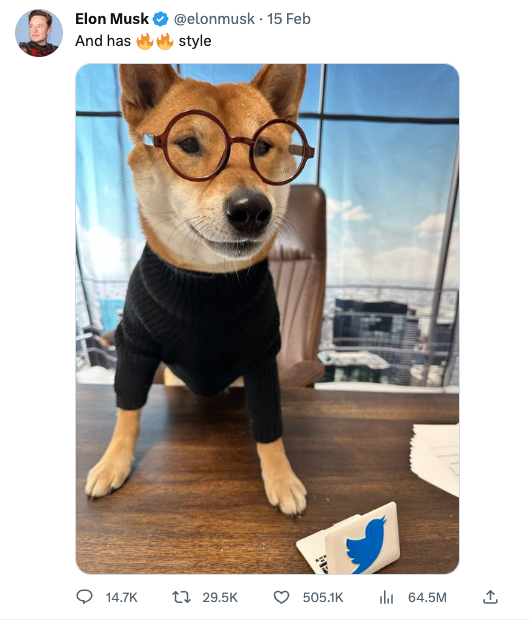 Elon Musk @elonmusk · 15 Feb
And has 🔥🔥 style
14.7K 29.5K 505.1K 64.5M